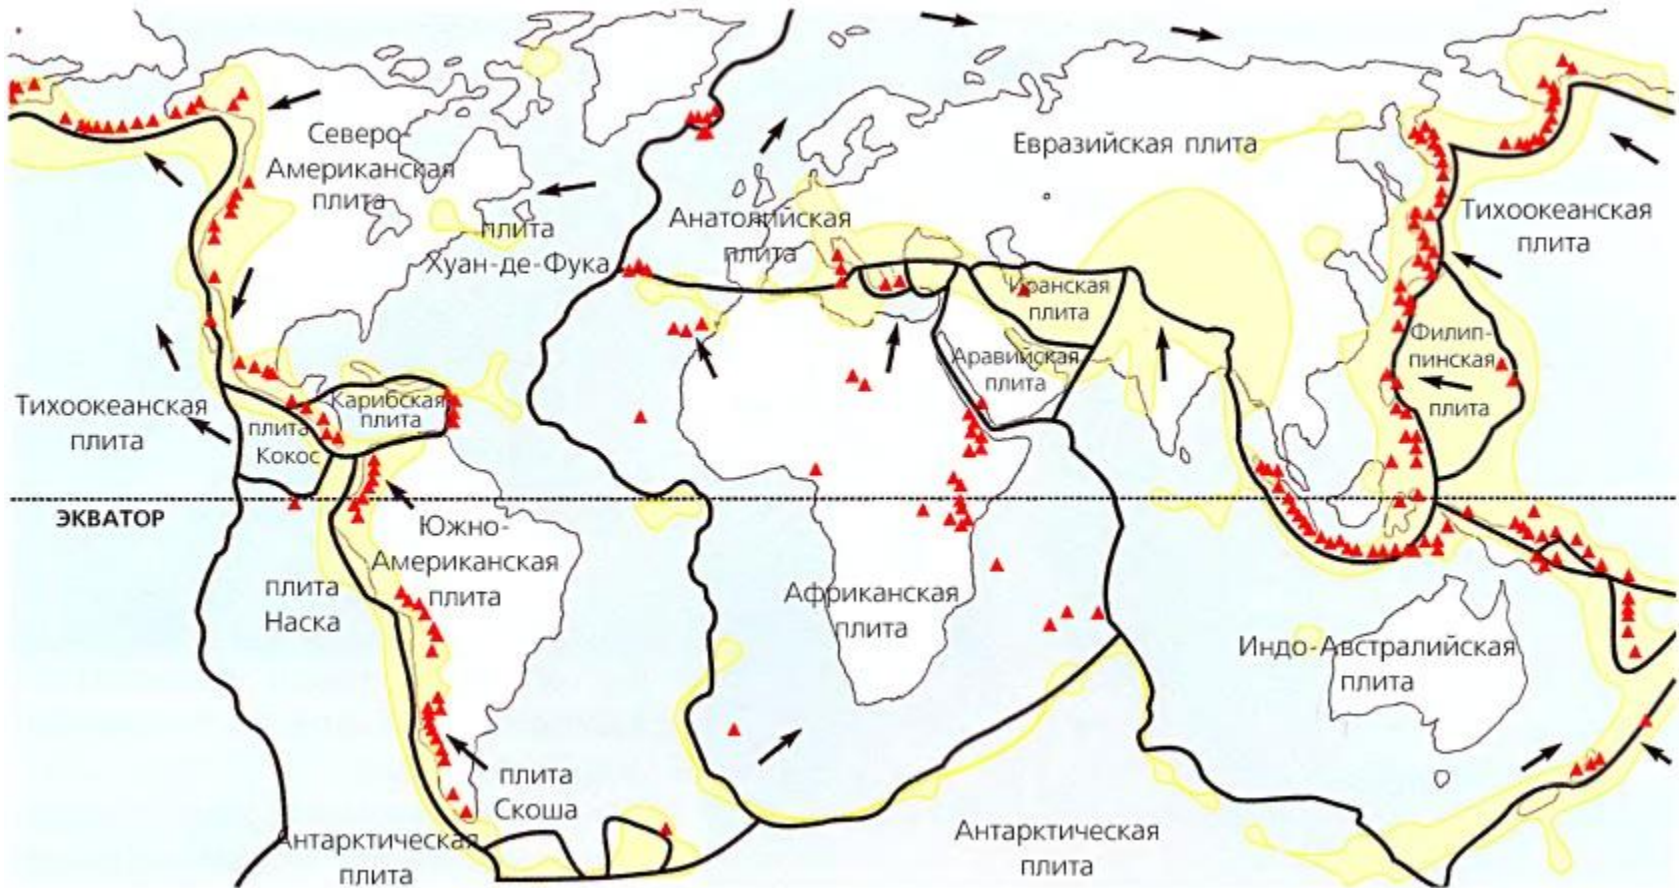 Северо-
Американская
плита
плита
Хуан-де-Фука
Анатолийская
плита
Евразийская плита
Тихоокеанская
плита
Иранская
плита
Аравийская
плита
Филип-
пинская
плита
Тихоокеанская
плита
Карибская
плита
плита
Кокос
ЭКВАТОР
Южно-
Американская
плита
плита
Наска
Африканская
плита
Индо-Австралийская
плита
плита
Скоша
Антарктическая
плита
Антарктическая
плита